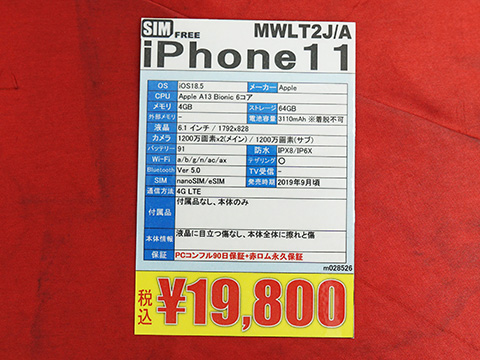 SIM FREE MWLT2J/A
iPhone11
OS iOS18.5 メーカー Apple
CPU Apple A13 Bionic 6コア
メモリ 4GB ストレージ 64GB
外部メモリ - 電池容量 3110mAh ※着脱不可
液晶 6.1 インチ / 1792x828
カメラ 1200万画素x2(メイン) / 1200万画素(サブ)
バッテリー 91 防水 IPX8/IP6X
Wi-Fi a/b/g/n/ac/ax テザリング 〇
Bluetooth Ver 5.0 TV受信 -
SIM nanoSIM/eSIM 発売時期 2019年9月頃
通信方法 4G LTE
付属品 付属品なし、本体のみ
本体情報 液晶に目立つ傷なし、本体全体に擦れと傷
保証 PCコンフル90日保証+赤ロム永久保証
m028526
税込 ¥19,800